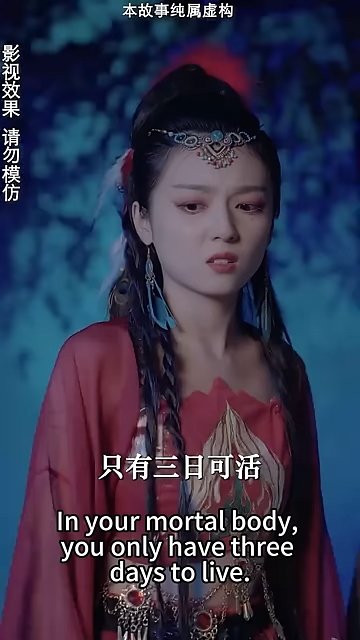 本故事纯属虚构
影视效果 请勿模仿
只有三日可活
In your mortal body,
you only have three
days to live.